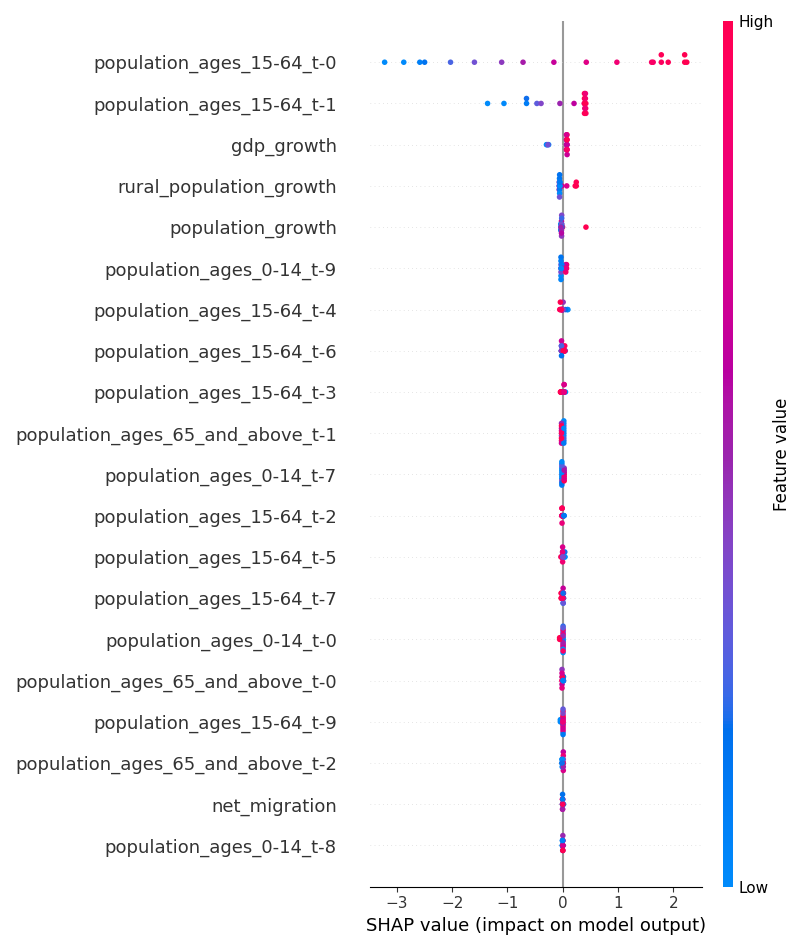 High
population_ages_15-64_t-0
population_ages_15-64_t-1
gdp_growth
rural_population_growth
population_growth
population_ages_0-14_t-9
population_ages_15-64_t-4
population_ages_15-64_t-6
population_ages_15-64_t-3
population_ages_65_and_above_t-1
population_ages_0-14_t-7
population_ages_15-64_t-2
population_ages_15-64_t-5
population_ages_15-64_t-7
population_ages_0-14_t-0
population_ages_65_and_above_t-0
population_ages_15-64_t-9
population_ages_65_and_above_t-2
net_migration
population_ages_0-14_t-8
Feature value
Low
−3 −2 −1 0 1 2
SHAP value (impact on model output)